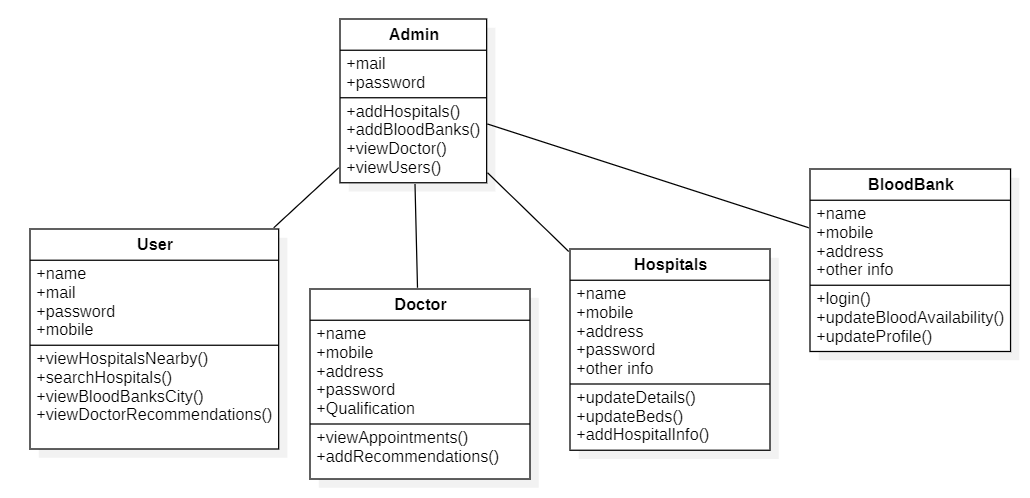 Admin
+mail
+password
+addHospitals()
+addBloodBanks()
+viewDoctor()
+viewUsers()
User
+name
+mail
+password
+mobile
+viewHospitalsNearby()
+searchHospitals()
+viewBloodBanksCity()
+viewDoctorRecommendations()
Doctor
+name
+mobile
+address
+password
+Qualification
+viewAppointments()
+addRecommendations()
Hospitals
+name
+mobile
+address
+password
+other info
+updateDetails()
+updateBeds()
+addHospitalInfo()
BloodBank
+name
+mobile
+address
+other info
+login()
+updateBloodAvailability()
+updateProfile()